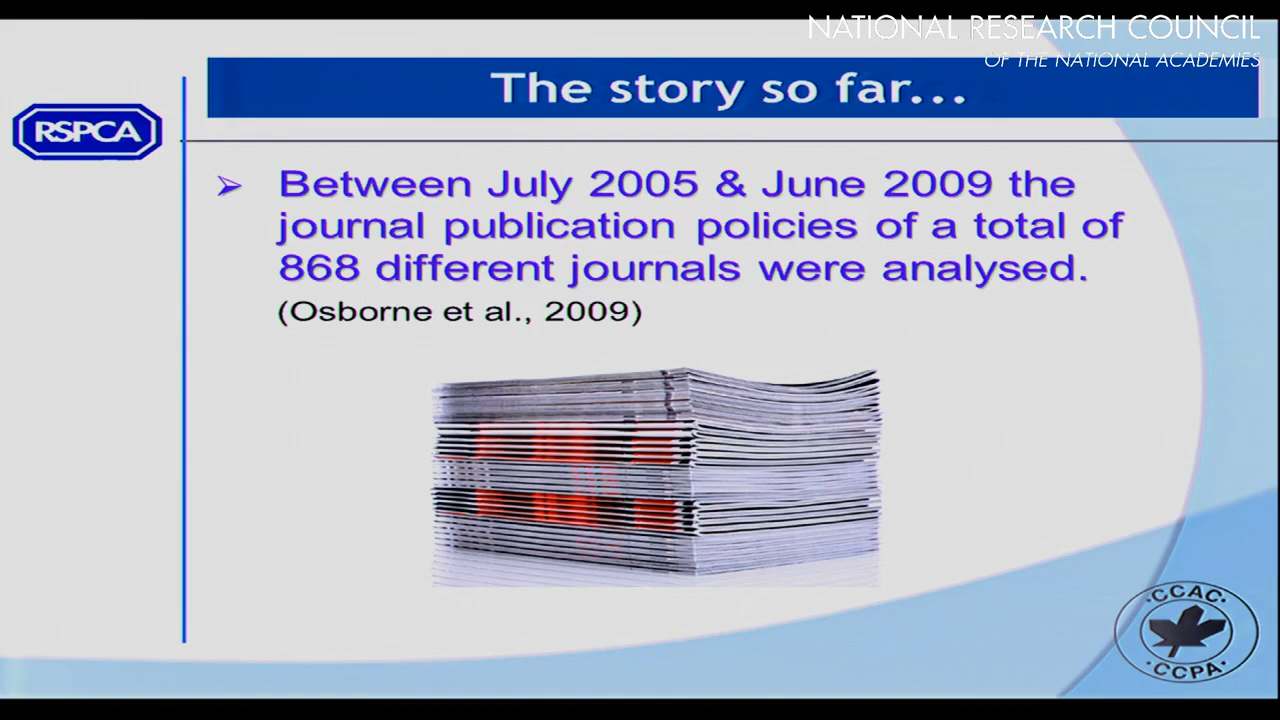 NATIONAL RESEARCH COUNCIL
OF THE NATIONAL ACADEMIES
The story so far...
RSPCA
➢ Between July 2005 & June 2009 the
journal publication policies of a total of
868 different journals were analysed.
(Osborne et al., 2009)
·CCAC·
·CCPA·